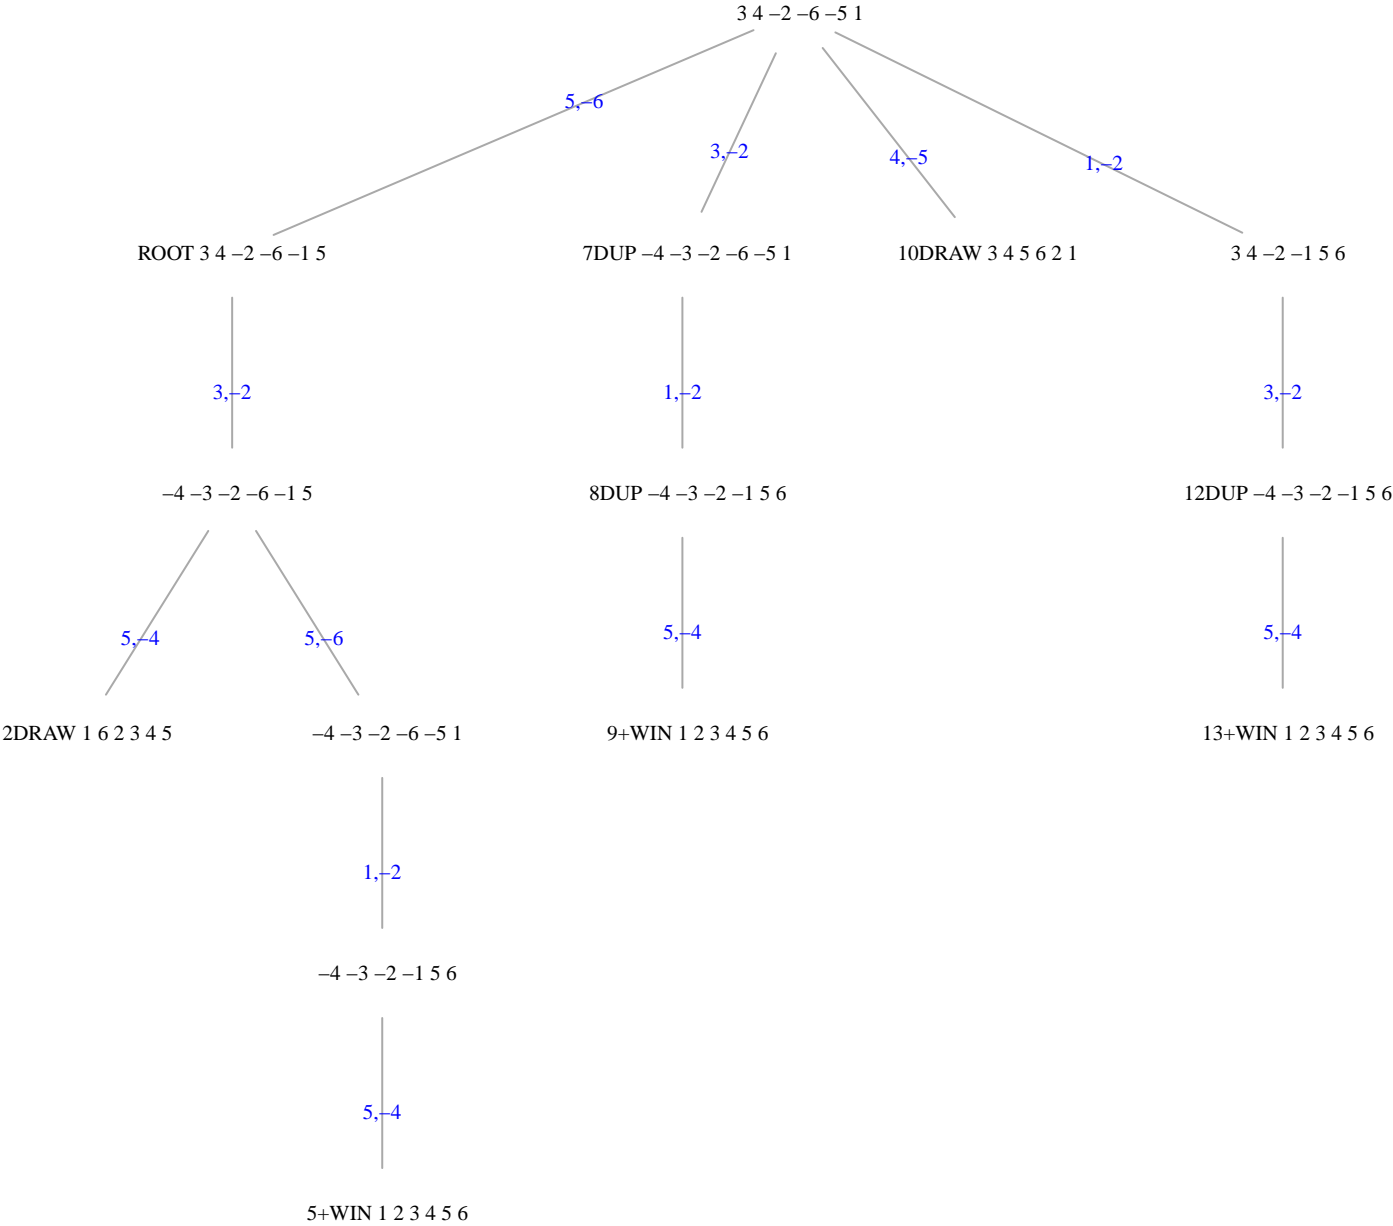 3 4 –2 –6 –5 1
5,–6
3,–2
4,–5
1,–2
ROOT 3 4 –2 –6 –1 5
7DUP –4 –3 –2 –6 –5 1
10DRAW 3 4 5 6 2 1
3 4 –2 –1 5 6
3,–2
1,–2
3,–2
–4 –3 –2 –6 –1 5
8DUP –4 –3 –2 –1 5 6
12DUP –4 –3 –2 –1 5 6
5,–4
5,–6
5,–4
5,–4
2DRAW 1 6 2 3 4 5
–4 –3 –2 –6 –5 1
9+WIN 1 2 3 4 5 6
13+WIN 1 2 3 4 5 6
1,–2
–4 –3 –2 –1 5 6
5,–4
5+WIN 1 2 3 4 5 6